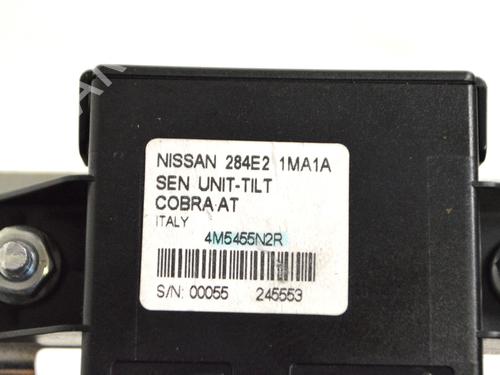 NISSAN 284E2 1MA1A
SEN UNIT-TILT
COBRA AT
ITALY
4M5455N2R
S/N: 00055 245553